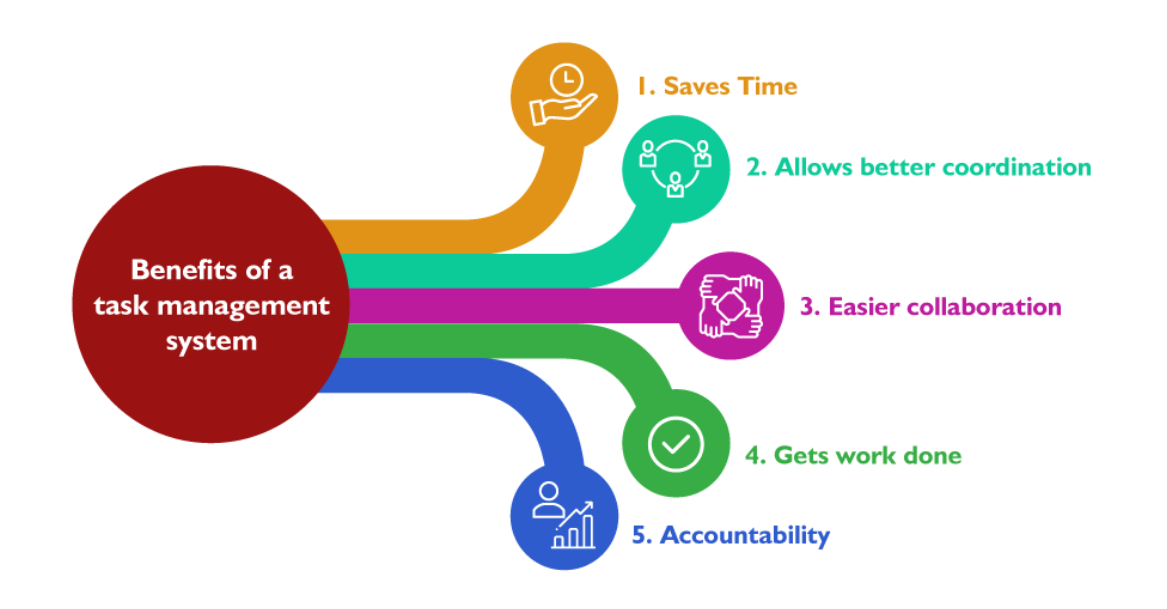 Benefits of a
task management
system
1. Saves Time
2. Allows better coordination
3. Easier collaboration
4. Gets work done
5. Accountability